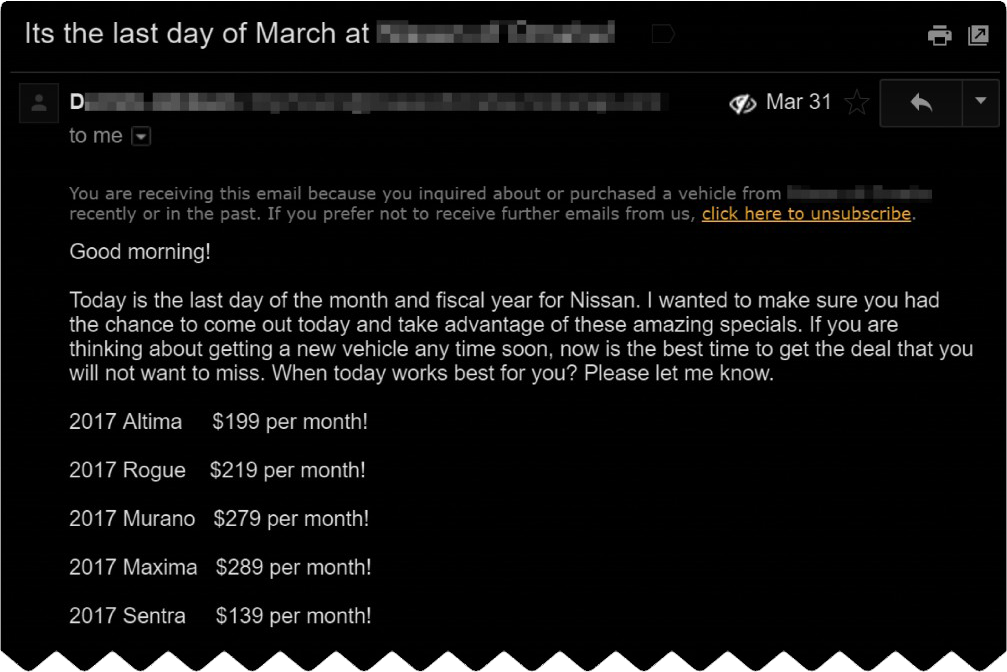 Its the last day of March at
Mar 31
to me
You are receiving this email because you inquired about or purchased a vehicle from
recently or in the past. If you prefer not to receive further emails from us, click here to unsubscribe.
Good morning!
Today is the last day of the month and fiscal year for Nissan. I wanted to make sure you had
the chance to come out today and take advantage of these amazing specials. If you are
thinking about getting a new vehicle any time soon, now is the best time to get the deal that you
will not want to miss. When today works best for you? Please let me know.
2017 Altima $199 per month!
2017 Rogue $219 per month!
2017 Murano $279 per month!
2017 Maxima $289 per month!
2017 Sentra $139 per month!